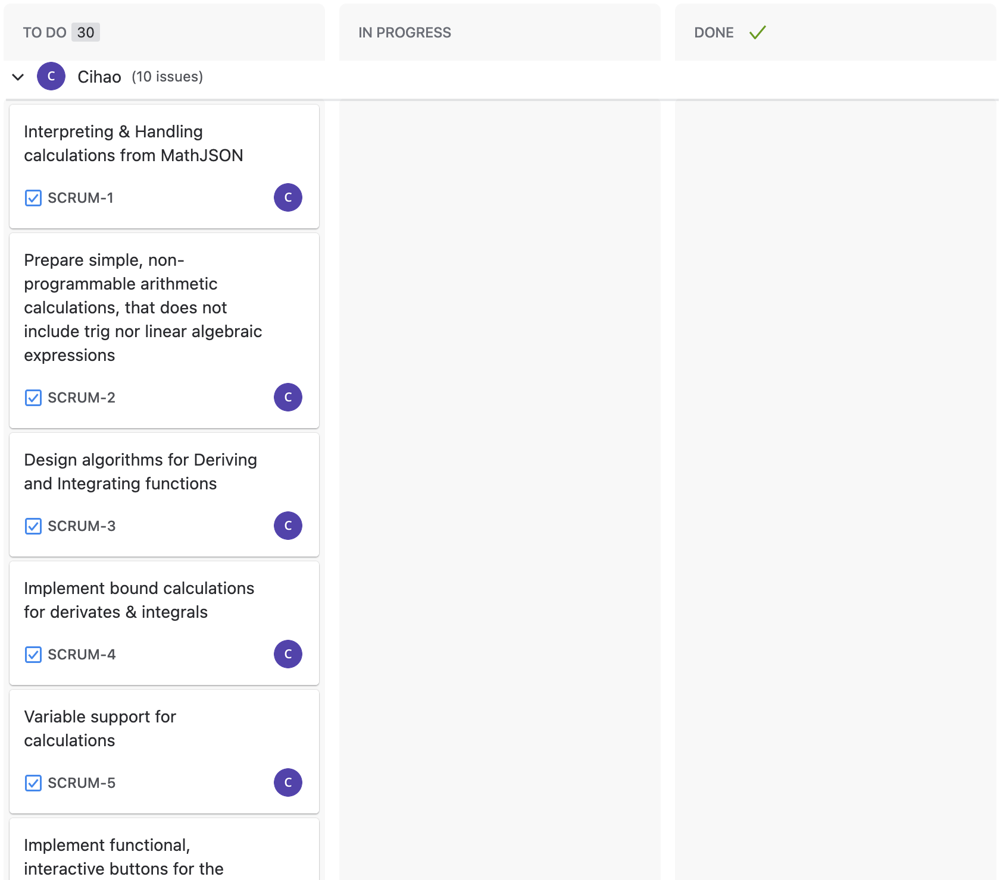 TO DO 30
IN PROGRESS
DONE
C Cihao (10 issues)
Interpreting & Handling
calculations from MathJSON
SCRUM-1 C
Prepare simple, non-
programmable arithmetic
calculations, that does not
include trig nor linear algebraic
expressions
SCRUM-2 C
Design algorithms for Deriving
and Integrating functions
SCRUM-3 C
Implement bound calculations
for derivates & integrals
SCRUM-4 C
Variable support for
calculations
SCRUM-5 C
Implement functional,
interactive buttons for the